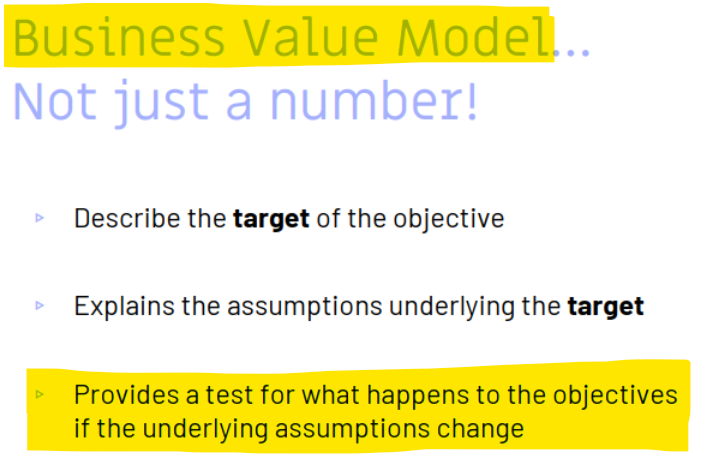 Business Value Model...
Not just a number!
Describe the target of the objective
Explains the assumptions underlying the target
Provides a test for what happens to the objectives
if the underlying assumptions change